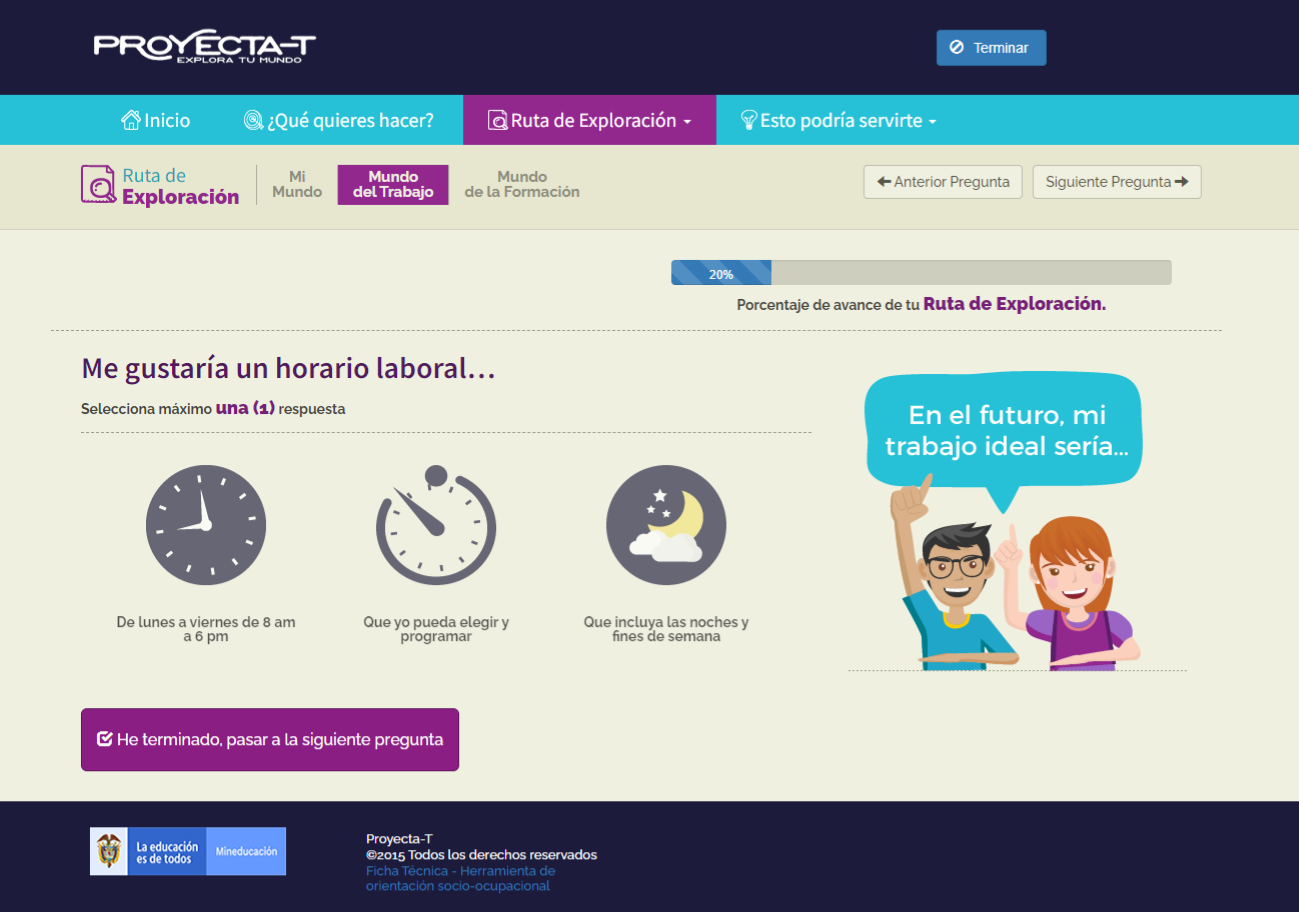 PROYECTA-T
EXPLORA TU MUNDO
Terminar
Inicio
¿Qué quieres hacer?
Ruta de Exploración
Esto podría servirte
Ruta de
Exploración
Mi
Mundo
Mundo
del Trabajo
Mundo
de la Formación
Anterior Pregunta
Siguiente Pregunta
20%
Porcentaje de avance de tu Ruta de Exploración.
Me gustaría un horario laboral...
Selecciona máximo una (1) respuesta
En el futuro, mi
trabajo ideal sería...
De lunes a viernes de 8 am
a 6 pm
Que yo pueda elegir y
programar
Que incluya las noches y
fines de semana
He terminado, pasar a la siguiente pregunta
La educación
es de todos
Mineducación
Proyecta-T
©2015 Todos los derechos reservados
Ficha Técnica - Herramienta de
orientación socio-ocupacional